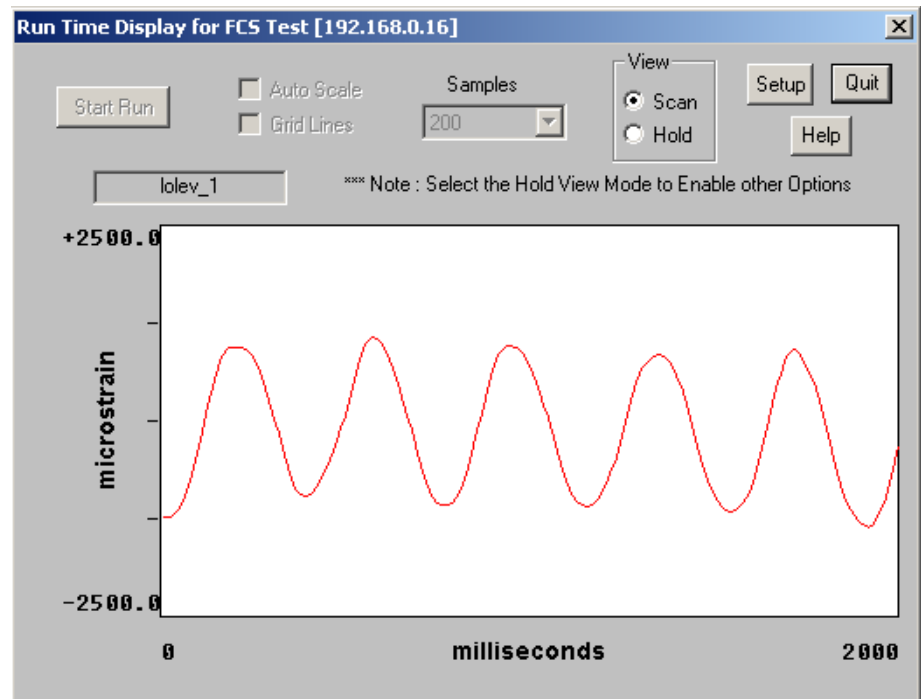 Run Time Display for FCS Test [192.168.0.16]
Start Run
Auto Scale
Grid Lines
Samples
200
View
Scan
Hold
Setup
Quit
Help
lolev_1
*** Note : Select the Hold View Mode to Enable other Options
+2500.0
microstrain
-2500.0
0
milliseconds
2000